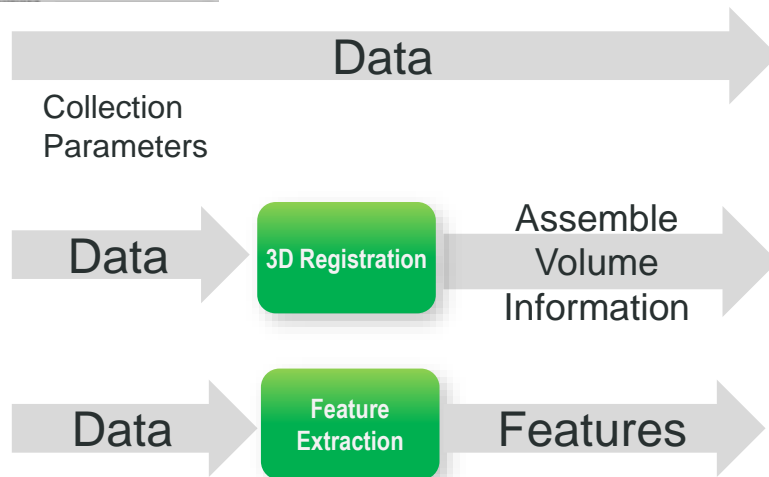 Data
Collection
Parameters
Data
3D Registration
Assemble
Volume
Information
Data
Feature
Extraction
Features